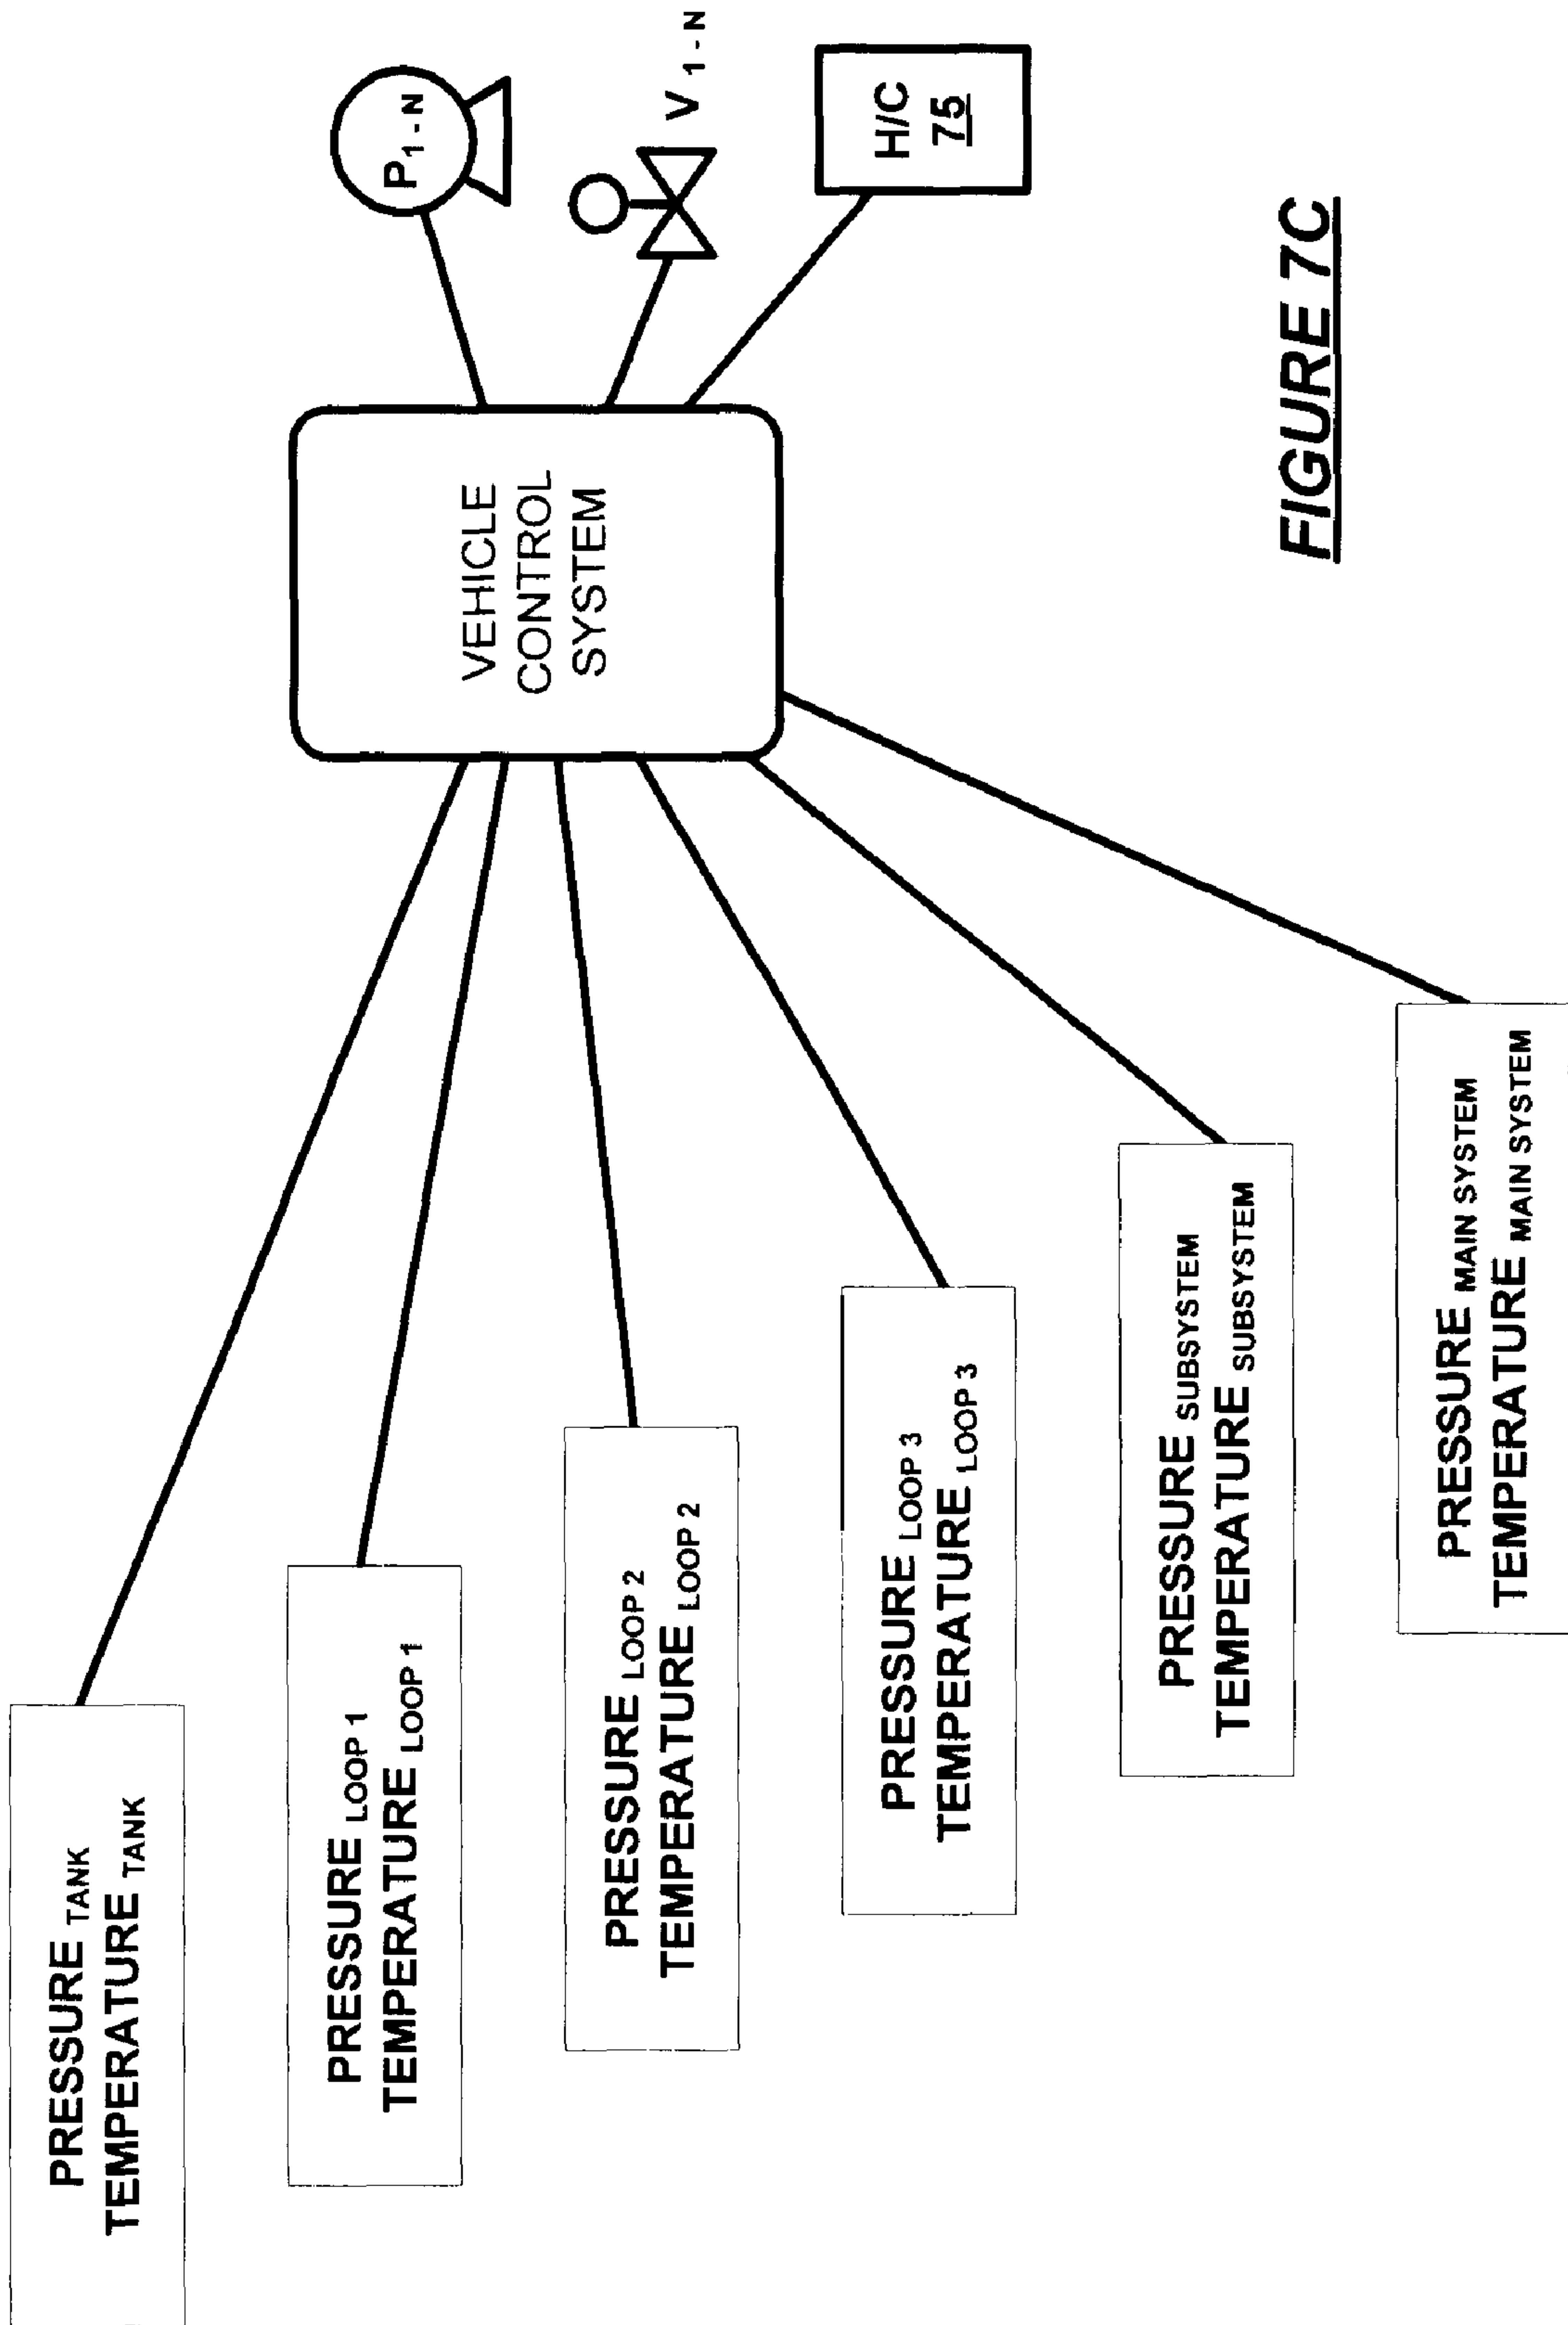 PRESSURE TANK
TEMPERATURE TANK
PRESSURE LOOP 1
TEMPERATURE LOOP 1
PRESSURE LOOP 2
TEMPERATURE LOOP 2
PRESSURE LOOP 3
TEMPERATURE LOOP 3
PRESSURE SUBSYSTEM
TEMPERATURE SUBSYSTEM
PRESSURE MAIN SYSTEM
TEMPERATURE MAIN SYSTEM
VEHICLE
CONTROL
SYSTEM
P1 - N
V 1 - N
H/C
75
FIGURE 7C